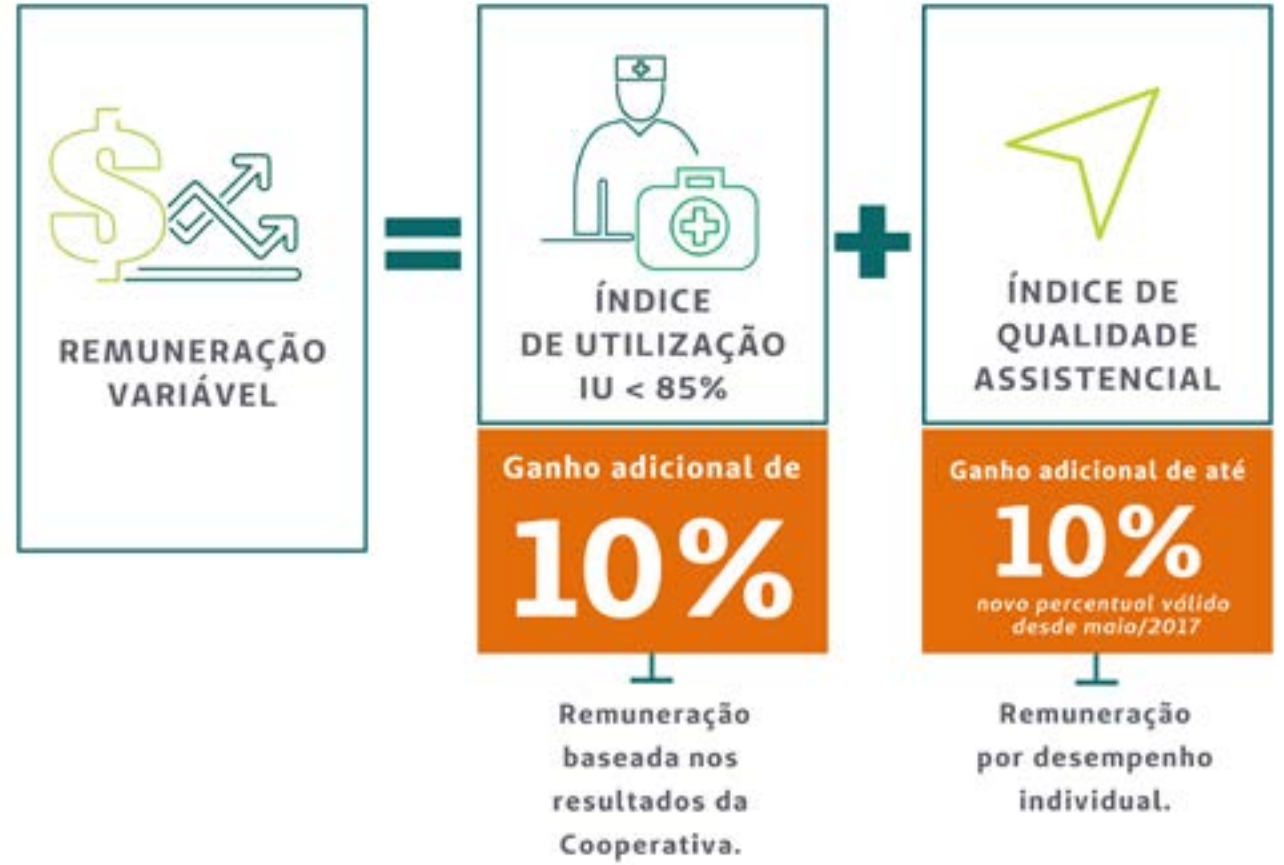 REMUNERAÇÃO
VARIÁVEL
=
ÍNDICE
DE UTILIZAÇÃO
IU < 85%
Ganho adicional de
10%
Remuneração
baseada nos
resultados da
Cooperativa.
+
ÍNDICE DE
QUALIDADE
ASSISTENCIAL
Ganho adicional de até
10%
novo percentual válido
desde maio/2017
Remuneração
por desempenho
individual.